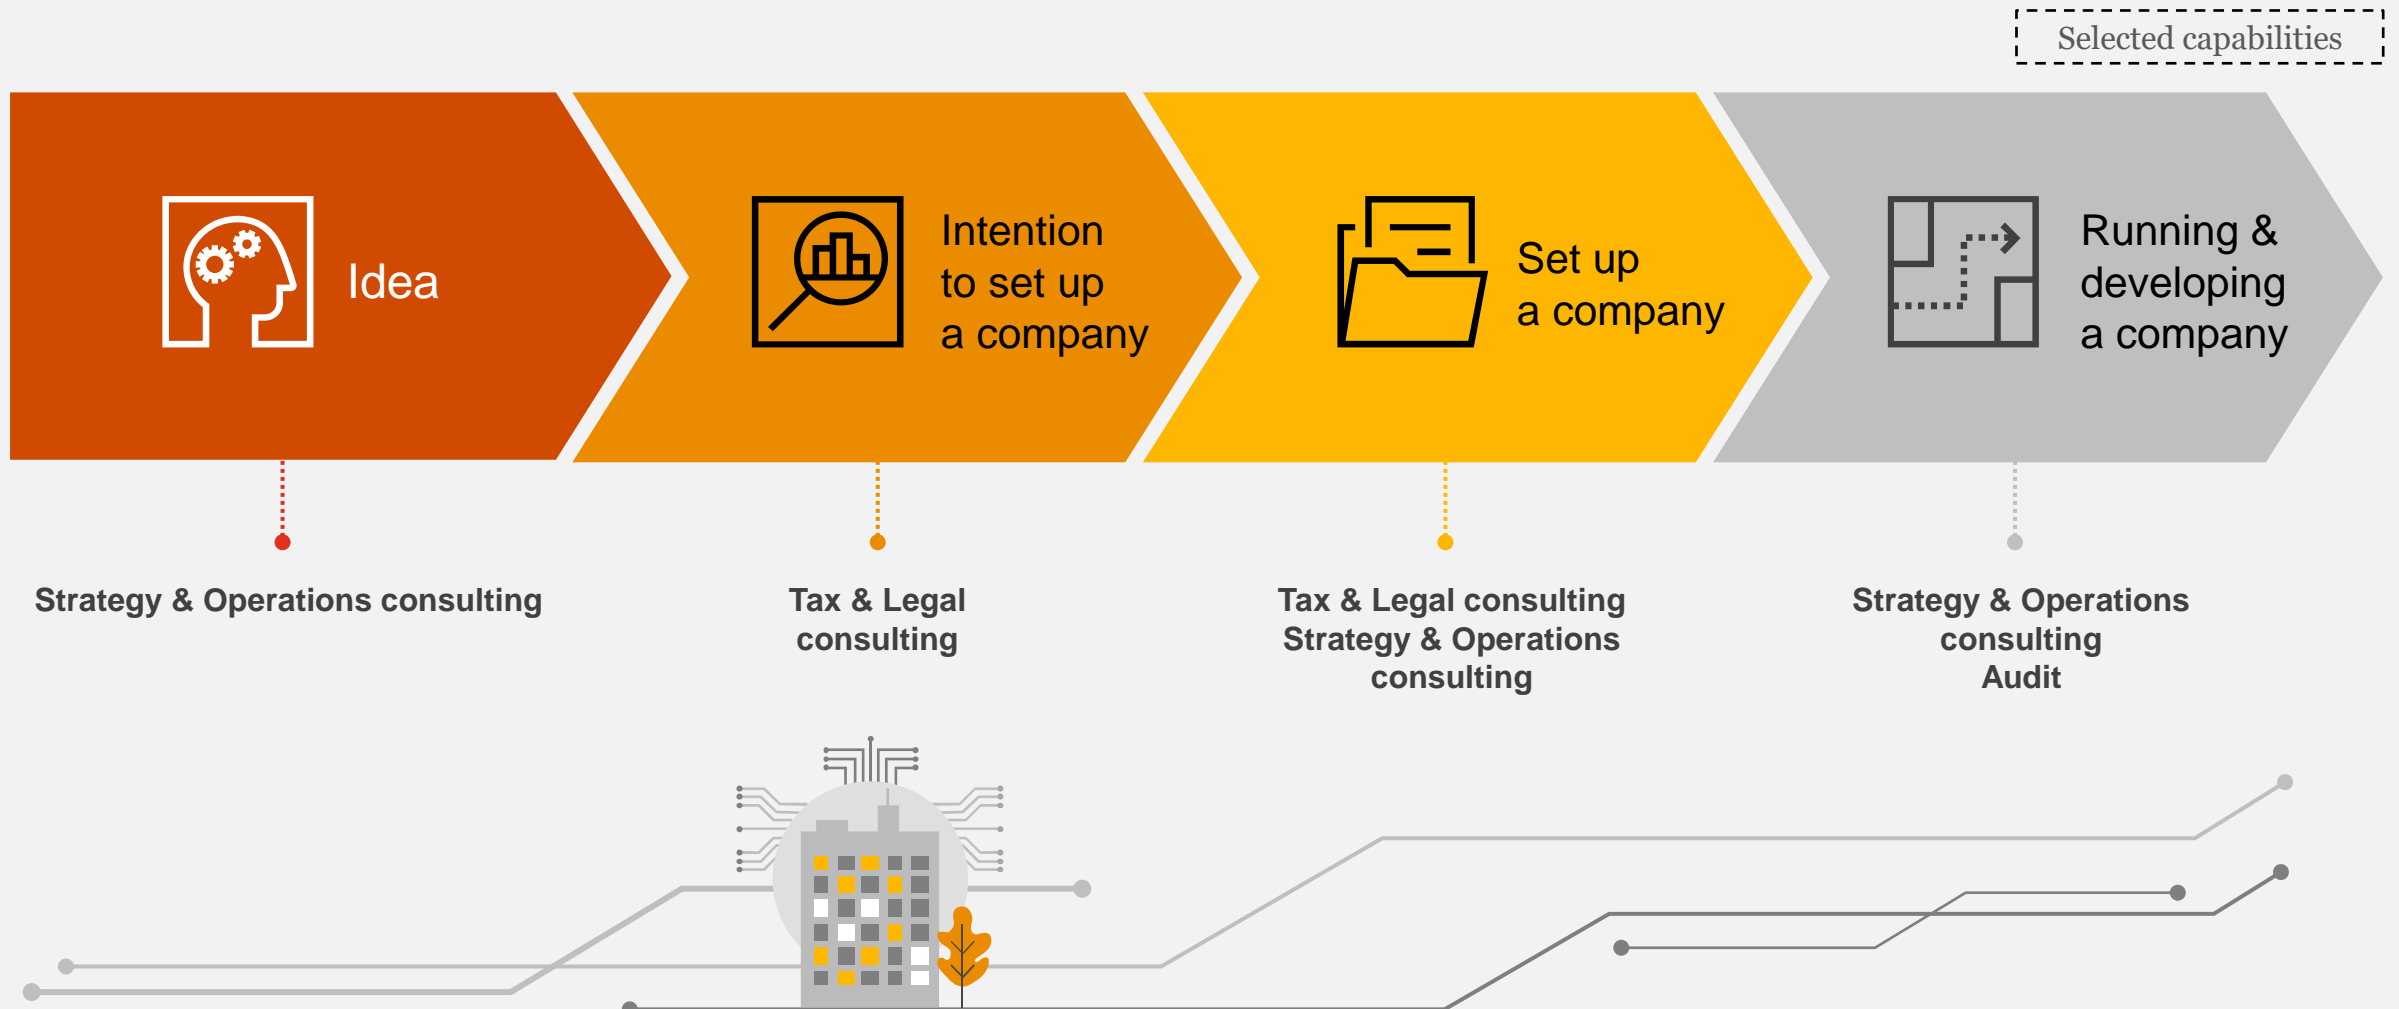 Selected capabilities
Idea
Intention
to set up
a company
Set up
a company
Running &
developing
a company
Strategy & Operations consulting
Tax & Legal
consulting
Tax & Legal consulting
Strategy & Operations
consulting
Strategy & Operations
consulting
Audit